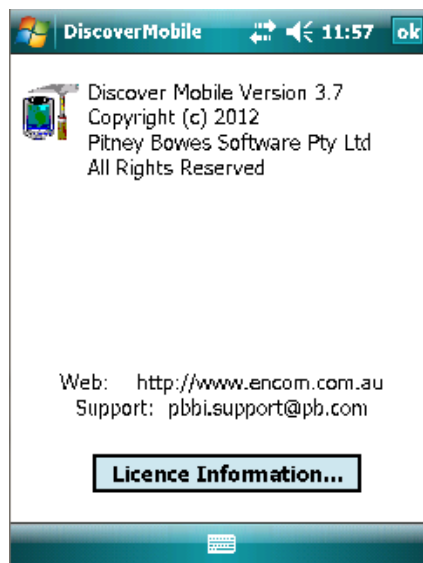 DiscoverMobile 11:57 ok
Discover Mobile Version 3.7
Copyright (c) 2012
Pitney Bowes Software Pty Ltd
All Rights Reserved
Web: http://www.encom.com.au
Support: pbbi.support@pb.com
Licence Information...